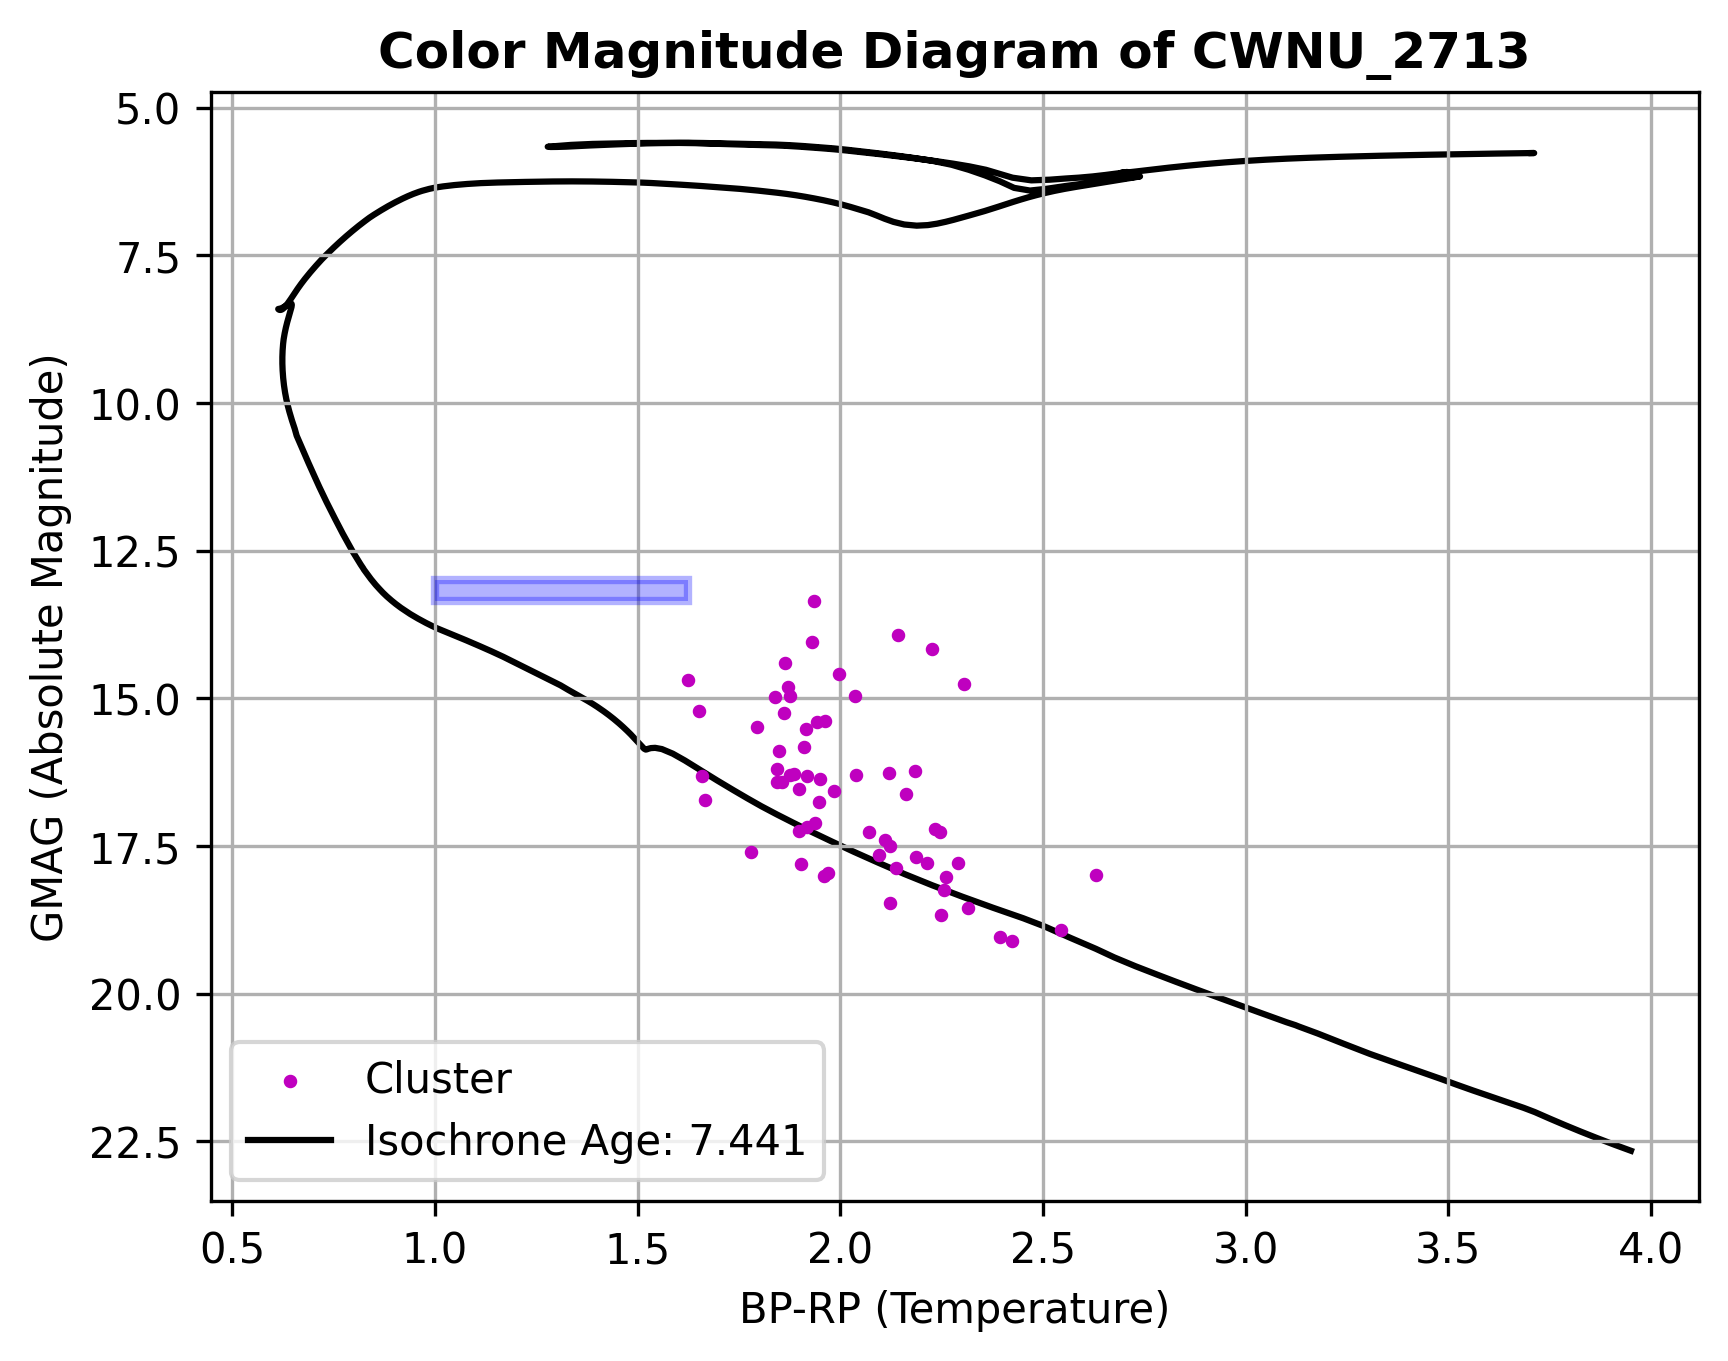 Color Magnitude Diagram of CWNU_2713
GMAG (Absolute Magnitude)
5.0
7.5
10.0
12.5
15.0
17.5
20.0
22.5
Cluster
Isochrone Age: 7.441
0.5 1.0 1.5 2.0 2.5 3.0 3.5 4.0
BP-RP (Temperature)